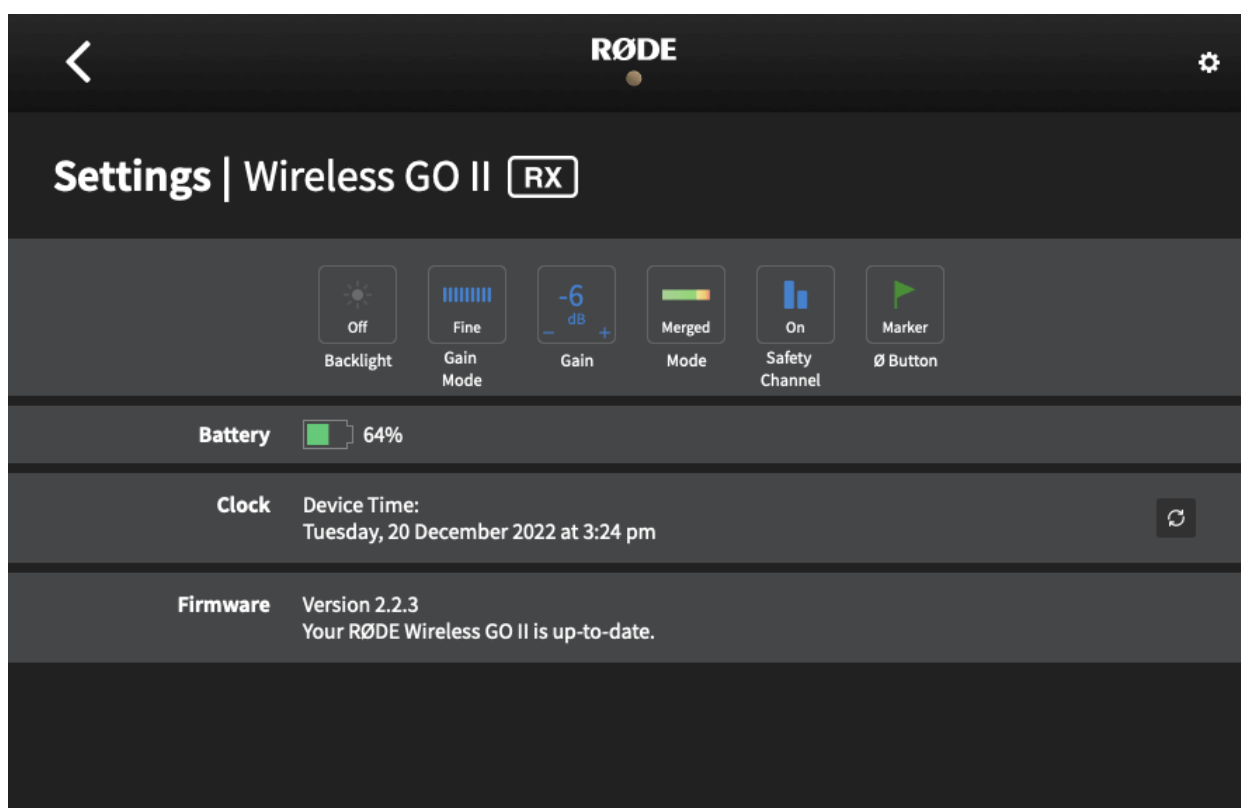 RØDE
Settings | Wireless GO II RX
Off
Backlight
Fine
Gain
Mode
-6
dB
– +
Gain
Merged
Mode
On
Safety
Channel
Marker
Ø Button
Battery 64%
Clock Device Time:
Tuesday, 20 December 2022 at 3:24 pm
Firmware Version 2.2.3
Your RØDE Wireless GO II is up-to-date.